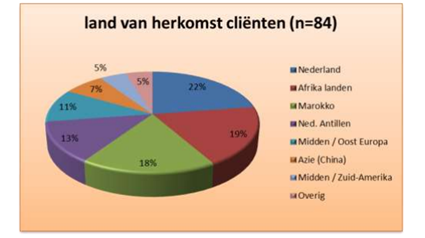 land van herkomst cliënten (n=84)
5%
5%
7%
22%
11%
13%
19%
18%
Nederland
Afrika landen
Marokko
Ned. Antillen
Midden / Oost Europa
Azie (China)
Midden / Zuid-Amerika
Overig